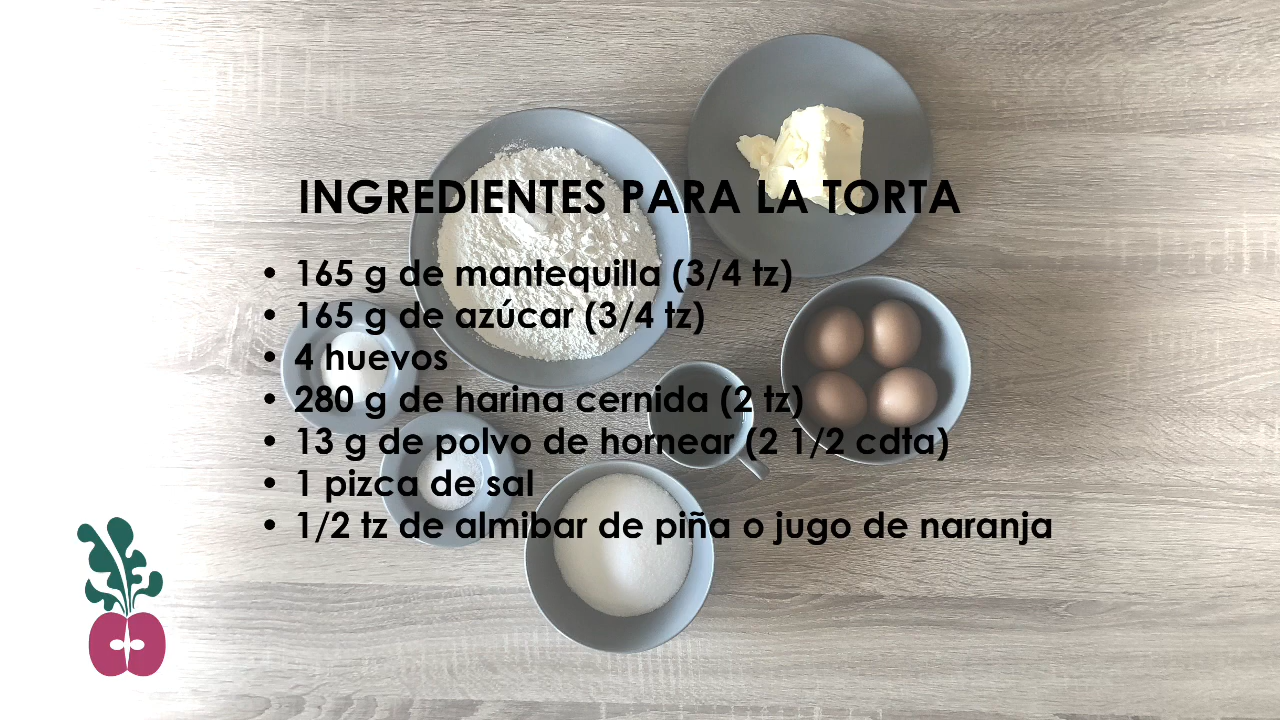 INGREDIENTES PARA LA TORTA
• 165 g de mantequilla (3/4 tz)
• 165 g de azúcar (3/4 tz)
• 4 huevos
• 280 g de harina cernida (2 tz)
• 13 g de polvo de hornear (2 1/2 cdta)
• 1 pizca de sal
• 1/2 tz de almibar de piña o jugo de naranja